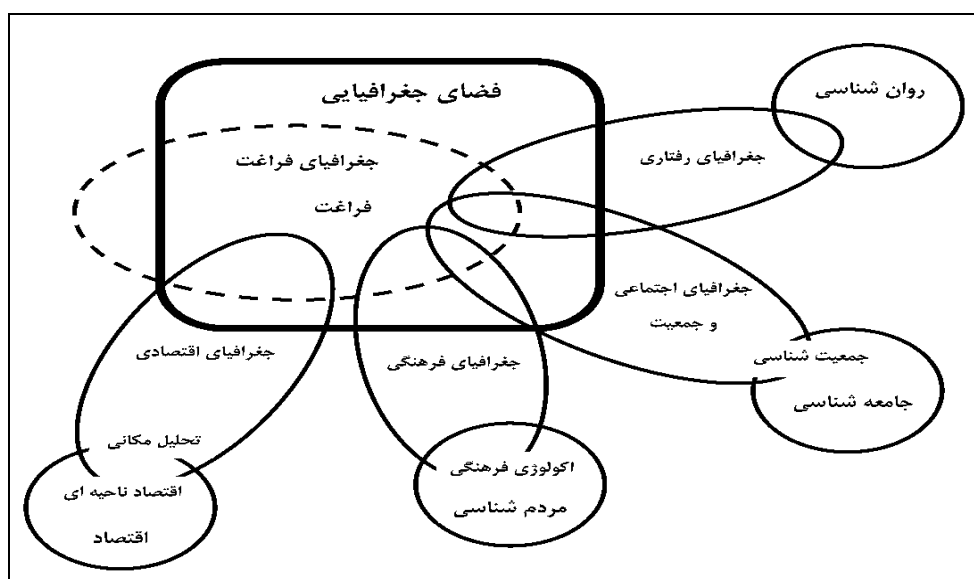 فضای جغرافیایی
روان شناسی
جغرافیای رفتاری
جغرافیای فراغت
فراغت
جغرافیای اجتماعی
و جمعیت
جغرافیای اقتصادی
جغرافیای فرهنگی
جمعیت شناسی
جامعه شناسی
تحلیل مکانی
اکولوژی فرهنگی
مردم شناسی
اقتصاد ناحیه ای
اقتصاد